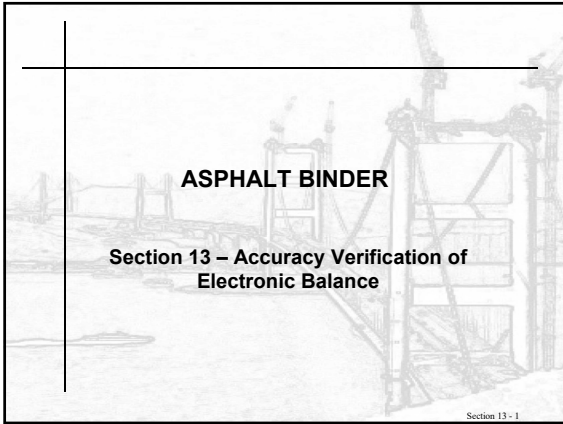 ASPHALT BINDER
Section 13 – Accuracy Verification of
Electronic Balance
Section 13 - 1